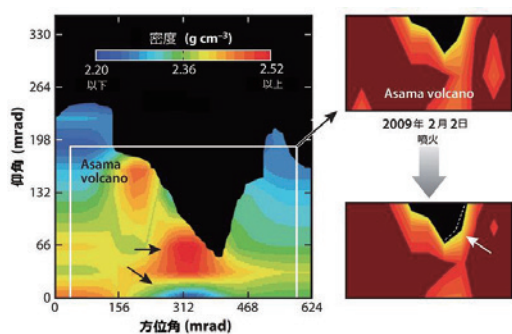 密度 (g cm⁻³)
2.20 2.36 2.52
以下 以上
仰角 (mrad)
330
264
198
132
66
0
Asama
volcano
0 156 312 468 624
方位角 (mrad)
Asama volcano
2009年 2月2日
噴火